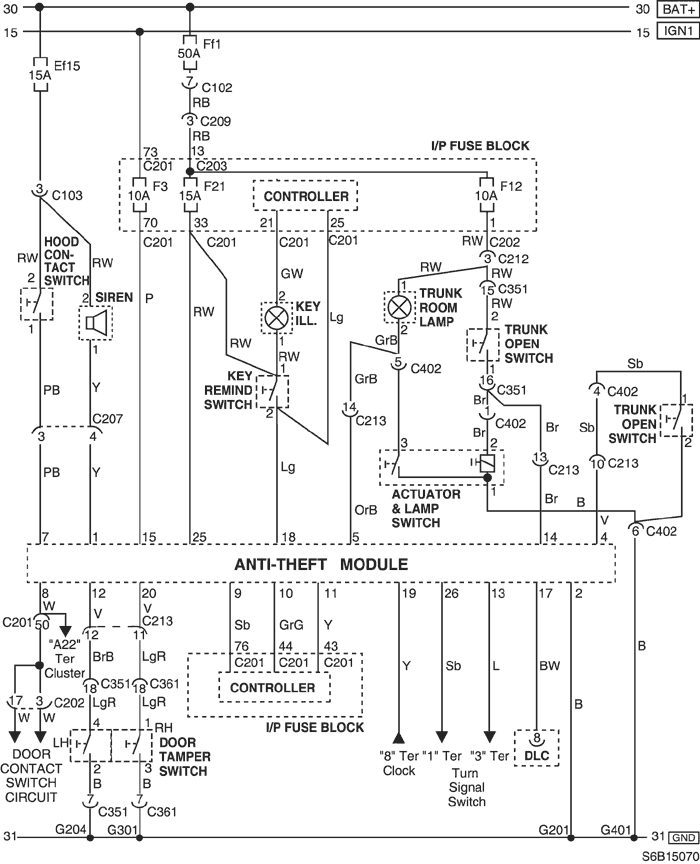 30 30 BAT+
15 15 IGN1
Ef15
15A
Ff1
50A
7 C102
RB
3 C209
RB
73 13
C201 C203
I/P FUSE BLOCK
F3
10A
F21
15A
CONTROLLER
F12
10A
70 33 21 25 1
C201 C201 C201 C201 RW C202
3 C103
3 C212
RW RW
15 C351
RW
HOOD
CON-
TACT
SWITCH
RW RW
2
1
2 SIREN
1
P RW RW
GW
2
KEY
ILL.
1
RW
Lg
1
KEY
REMIND
SWITCH
2
Lg
1
TRUNK
ROOM
LAMP
2
GrB
5 C402
GrB
14 C213
2
TRUNK
OPEN
SWITCH
1
16 C351
Br
1 C402
Br
Br
13 C213
Br
Sb
4 C402
Sb
10 C213
1
TRUNK
OPEN
SWITCH
2
PB Y
C207
3 4
PB Y
3 2
ACTUATOR
& LAMP
SWITCH
1
OrB
B
V
6 C402
7 1 15 25 18 5 14 4
ANTI-THEFT MODULE
8 12 20 9 10 11 19 26 13 17 2
W V V
C201 50
"A22"
Ter
Cluster
C213
12 11
BrB LgR
18 C351 18 C361
LgR LgR
17 3 C202
W W
DOOR
CONTACT
SWITCH
CIRCUIT
4 1 RH
LH
DOOR
TAMPER
SWITCH
2 3
B B
7 C351 7 C361
Sb GrG Y
76 44 43
C201 C201 C201
CONTROLLER
I/P FUSE BLOCK
Y Sb L BW B B
"8" Ter
Clock
"1" Ter "3" Ter
Turn
Signal
Switch
8
DLC
31 G204 G301 G201 G401 31 GND
S6B15070